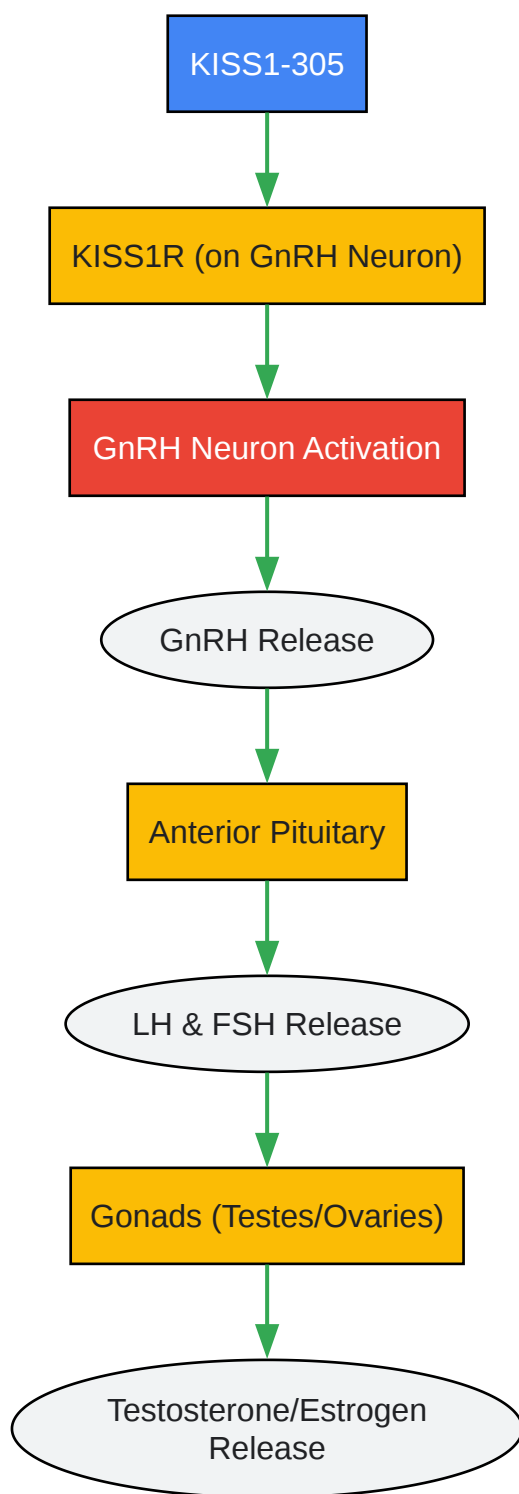 KISS1-305
KISS1R (on GnRH Neuron)
GnRH Neuron Activation
GnRH Release
Anterior Pituitary
LH & FSH Release
Gonads (Testes/Ovaries)
Testosterone/Estrogen
Release